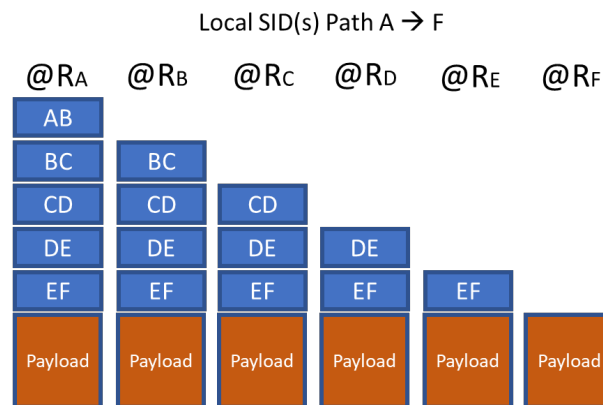 Local SID(s) Path A → F
@RA @RB @RC @RD @RE @RF
AB
BC BC
CD CD CD
DE DE DE DE
EF EF EF EF EF
Payload Payload Payload Payload Payload Payload